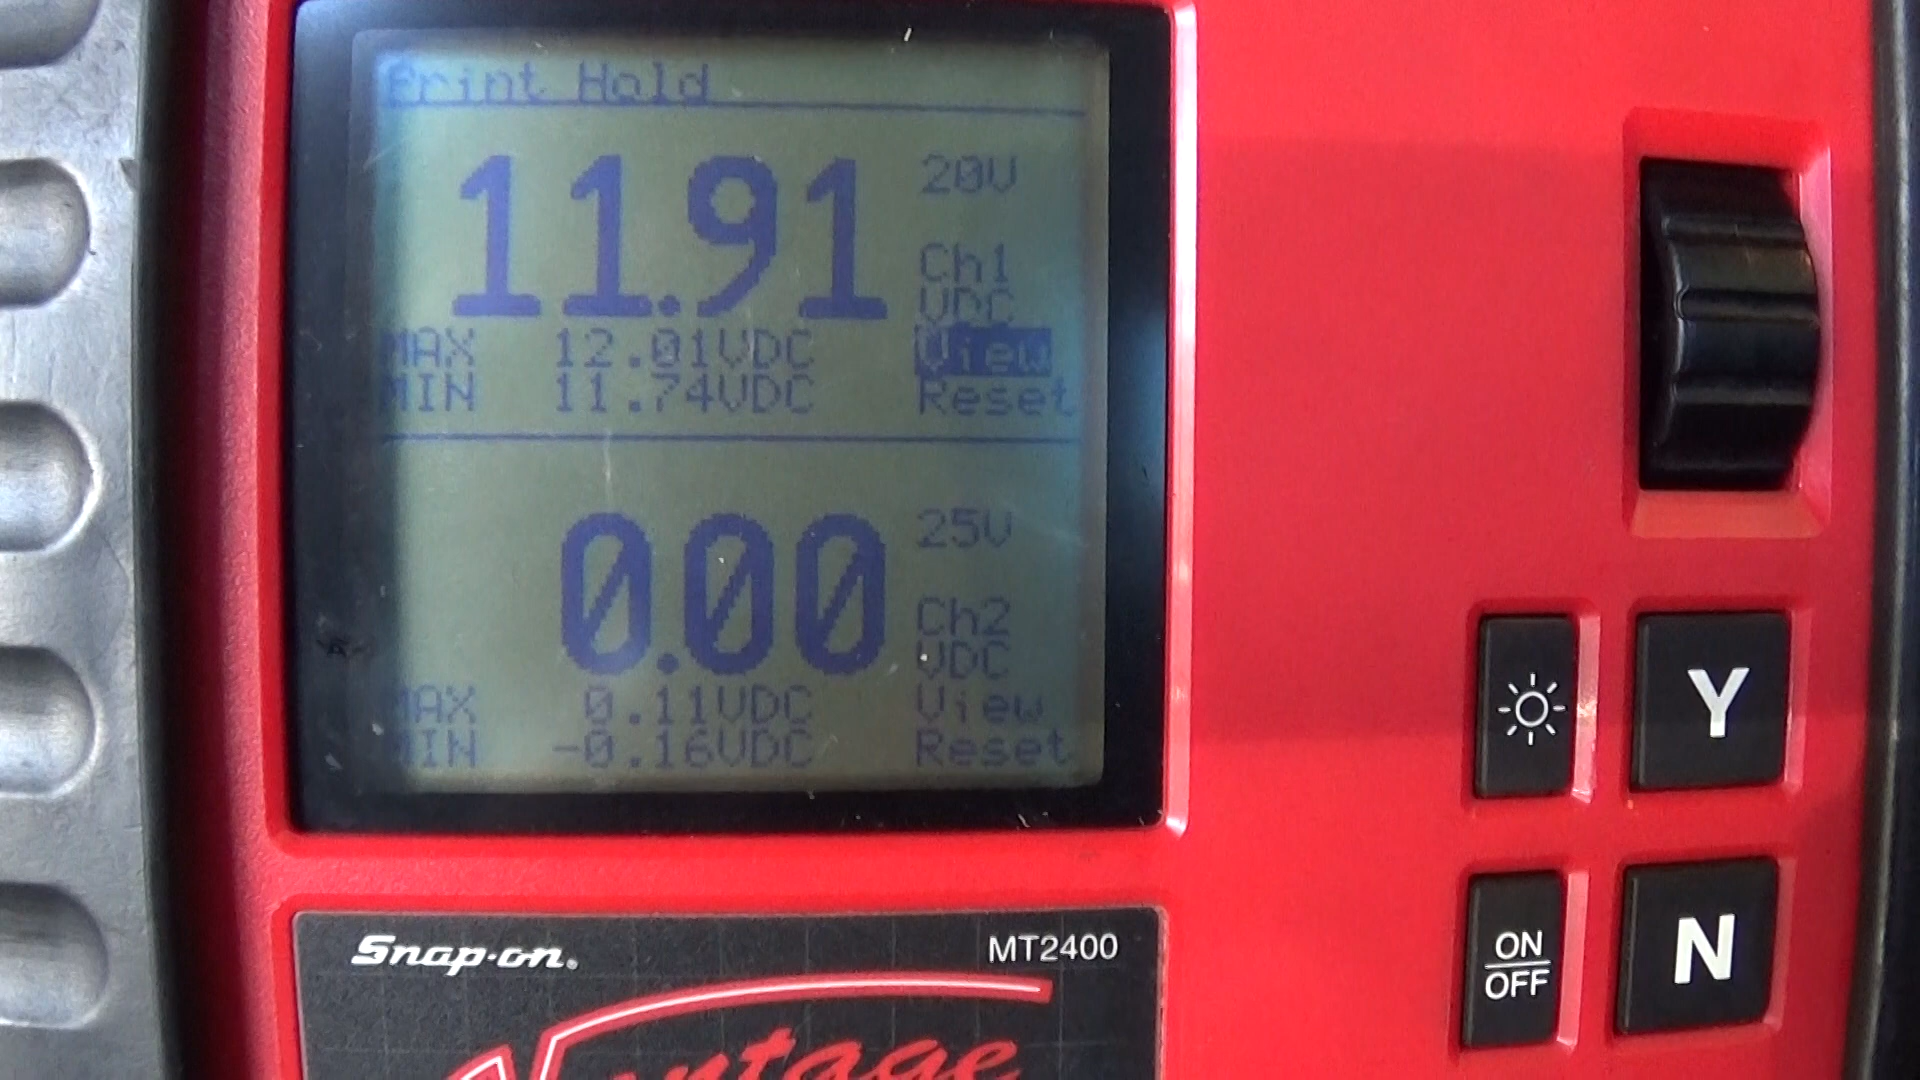 Print Hold
11.91 20V
Ch1
VDC
MAX 12.01VDC View
MIN 11.74VDC Reset
0.00 25V
Ch2
VDC
MAX 0.11VDC View
MIN -0.16VDC Reset
Y
ON
OFF
N
Snap-on. MT2400
Vantage